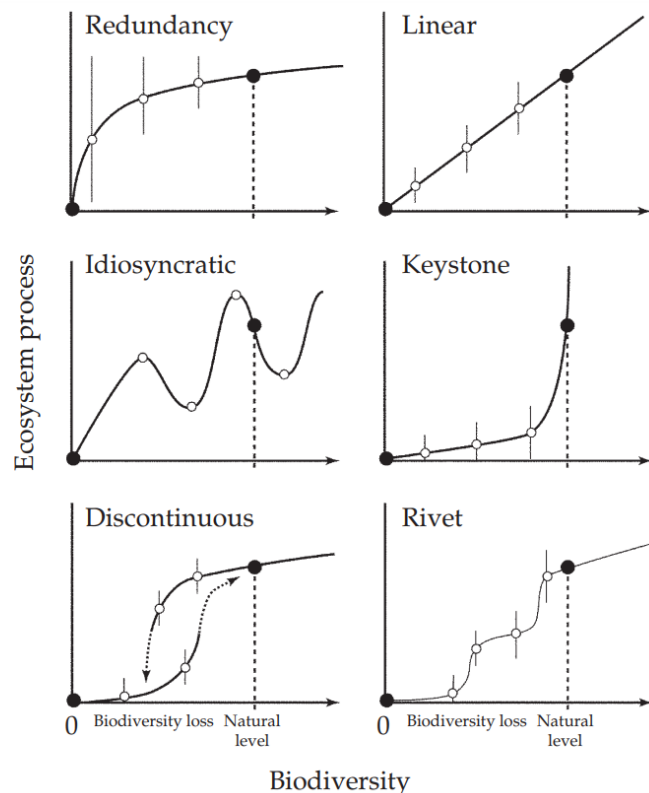 Redundancy
Linear
Idiosyncratic
Keystone
Ecosystem process
Discontinuous
Rivet
0
Biodiversity loss
Natural
level
0
Biodiversity loss
Natural
level
Biodiversity